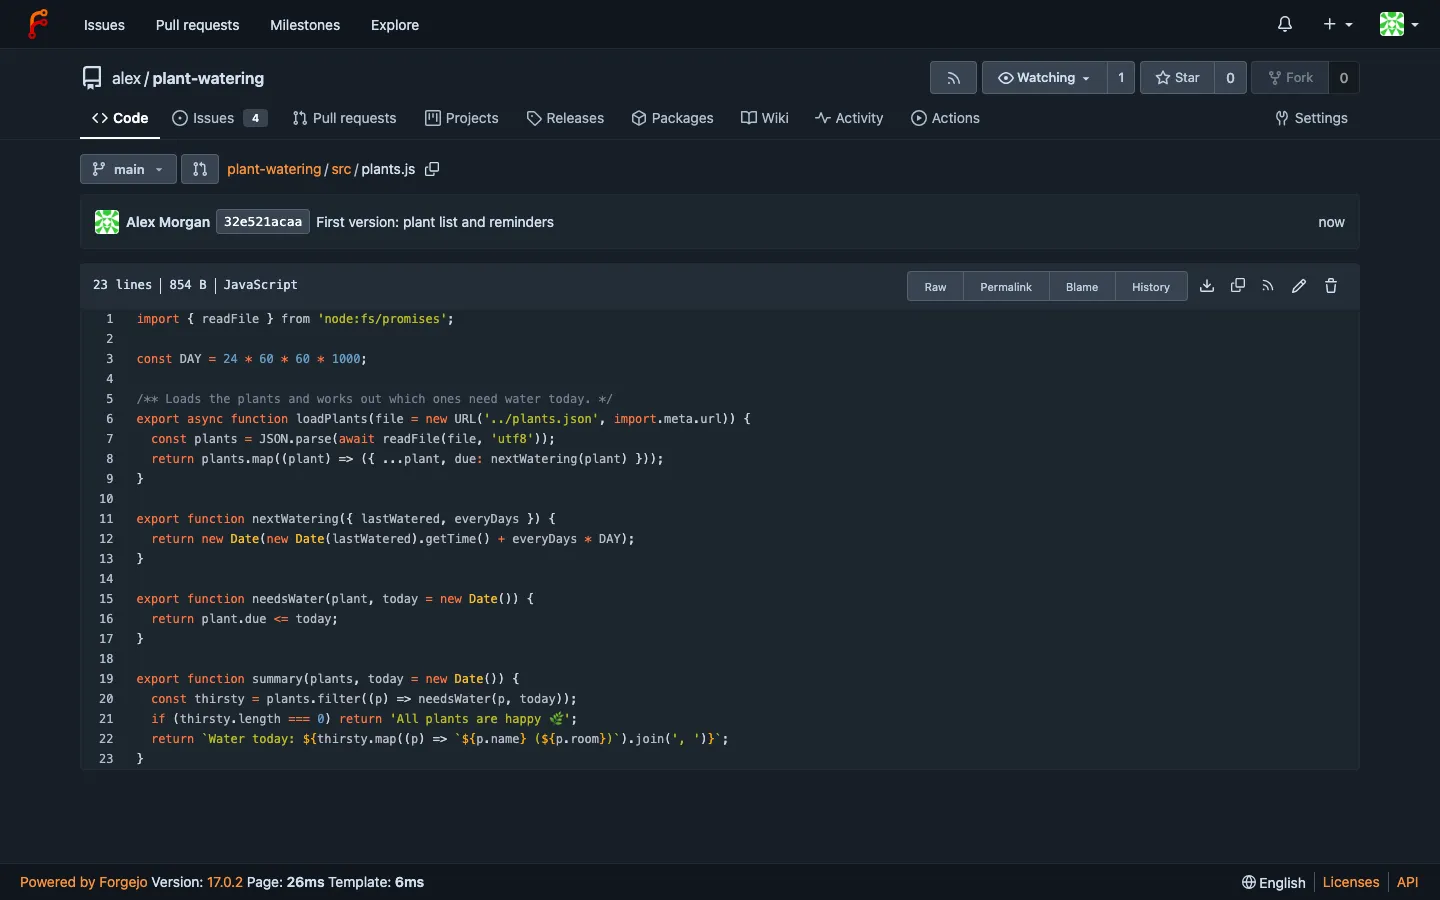 Issues Pull requests Milestones Explore
alex / plant-watering
Watching 1 Star 0 Fork 0
Code Issues 4 Pull requests Projects Releases Packages Wiki Activity Actions Settings
main plant-watering / src / plants.js
Alex Morgan 32e521acaa First version: plant list and reminders now
23 lines 854 B JavaScript Raw Permalink Blame History
1 import { readFile } from 'node:fs/promises';
2
3 const DAY = 24 * 60 * 60 * 1000;
4
5 /** Loads the plants and works out which ones need water today. */
6 export async function loadPlants(file = new URL('../plants.json', import.meta.url)) {
7   const plants = JSON.parse(await readFile(file, 'utf8'));
8   return plants.map((plant) => ({ ...plant, due: nextWatering(plant) }));
9 }
10
11 export function nextWatering({ lastWatered, everyDays }) {
12   return new Date(new Date(lastWatered).getTime() + everyDays * DAY);
13 }
14
15 export function needsWater(plant, today = new Date()) {
16   return plant.due <= today;
17 }
18
19 export function summary(plants, today = new Date()) {
20   const thirsty = plants.filter((p) => needsWater(p, today));
21   if (thirsty.length === 0) return 'All plants are happy 🌿';
22   return `Water today: ${thirsty.map((p) => `${p.name} (${p.room})`).join(', ')}`;
23 }
Powered by Forgejo Version: 17.0.2 Page: 26ms Template: 6ms English Licenses API